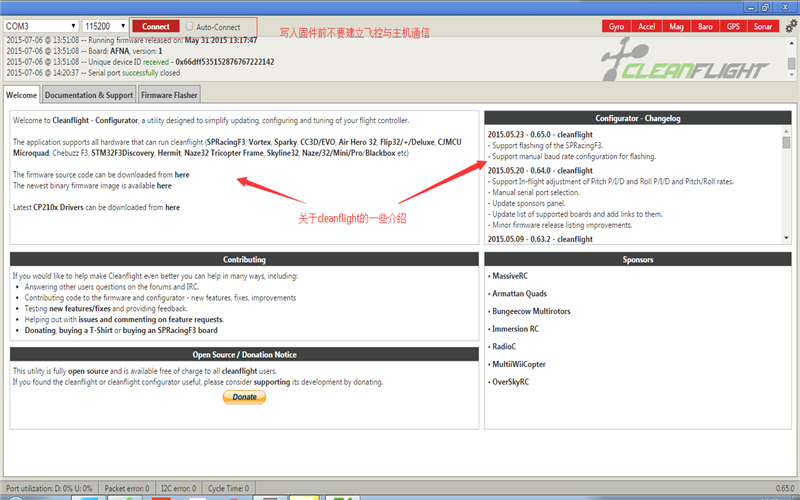 COM3
115200
Connect
Auto-Connect
写入固件前不要建立飞控与主机通信
Gyro
Accel
Mag
Baro
GPS
Sonar
2015-07-06 @ 13:51:08 -- Running firmware released on: May 31 2015 13:17:47
2015-07-06 @ 13:51:08 -- Board: AFNA, version: 1
2015-07-06 @ 13:51:08 -- Unique device ID received - 0x66dff535152876767222142
2015-07-06 @ 14:20:37 -- Serial port successfully closed
CLEANFLIGHT
Welcome
Documentation & Support
Firmware Flasher
Welcome to Cleanflight - Configurator, a utility designed to simplify updating, configuring and tuning of your flight controller.
The application supports all hardware that can run cleanflight (SPRacingF3, Vortex, Sparky, CC3D/EVO, Air Hero 32, Flip32/+/Deluxe, CJMCU
Microquad, Chebuzz F3, STM32F3Discovery, Hermit, Naze32 Tricopter Frame, Skyline32, Naze/32/Mini/Pro/Blackbox etc)
The firmware source code can be downloaded from here
The newest binary firmware image is available here
Latest CP210x Drivers can be downloaded from here
关于cleanflight的一些介绍
Configurator - Changelog
2015.05.23 - 0.65.0 - cleanflight
- Support flashing of the SPRacingF3.
- Support manual baud rate configuration for flashing.
2015.05.20 - 0.64.0 - cleanflight
- Support In-flight adjustment of Pitch P/I/D and Roll P/I/D and Pitch/Roll rates.
- Manual serial port selection.
- Update sponsors panel.
- Update list of supported boards and add links to them.
- Minor firmware release listing improvements.
2015.05.09 - 0.63.2 - cleanflight
Contributing
If you would like to help make Cleanflight even better you can help in many ways, including:
• Answering other users questions on the forums and IRC.
• Contributing code to the firmware and configurator - new features, fixes, improvements
• Testing new features/fixes and providing feedback.
• Helping out with issues and commenting on feature requests.
• Donating, buying a T-Shirt or buying an SPRacingF3 board
Sponsors
• MassiveRC
• Armattan Quads
• Bungeecow Multirotors
• Immersion RC
• RadioC
• MultiiWiiCopter
• OverSkyRC
Open Source / Donation Notice
This utility is fully open source and is available free of charge to all cleanflight users.
If you found the cleanflight or cleanflight configurator useful, please consider supporting its development by donating.
Donate
Port utilization: D: 0% U: 0%
Packet error: 0
I2C error: 0
Cycle Time: 0
0.65.0